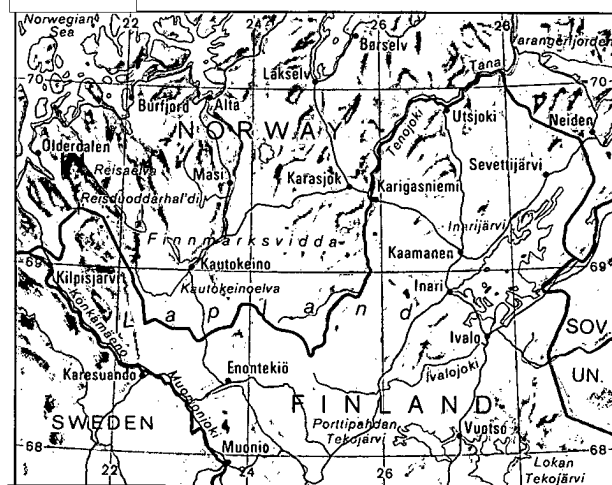 22
26
28
Norwegian
Sea
Børselv
Varangerfjorden
Lakselv
Tana
70
70
Burfjord
Alta
Utsjoki
Neiden
NORWAY
Tenojoki
Olderdalen
Reisaelva
Sevettijärvi
Masi
Karasjok
Karigasniemi
Reisduoddarhal'di
Inarijärvi
Finnmarksvidda
Kaamanen
69
69
Kautokeino
Kilpisjärvi
Kautokeinoelva
Inari
Lapland
Könkämäeno
SOV.
Ivalo
UN.
Karesuando
Enontekiö
Ivalojoki
Muonionjoki
FINLAND
SWEDEN
Porttipahdan
Tekojärvi
Vuotso
68
68
Muonio
Lokan
Tekojärvi
22
24
26
28